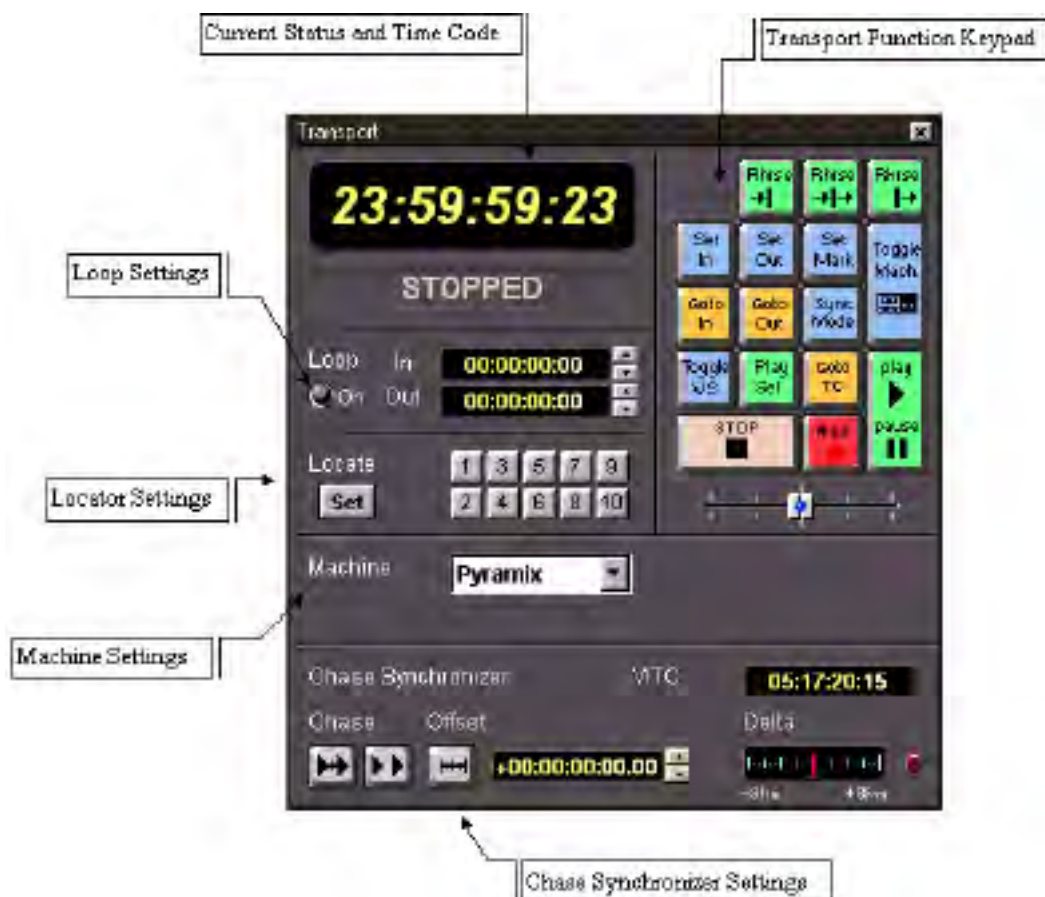 Current Status and Time Code
Transport Function Keypad
Transport
23:59:59:23
STOPPED
Loop Settings
Loop In 00:00:00:00
On Out 00:00:00:00
Locate 1 3 5 7 9
Set 2 4 6 8 10
Locator Settings
Set In
Set Out
Set Mark
Toggle Mach.
Goto In
Goto Out
Sync Mode
Toggle
Play Sel
Goto TC
play
pause
STOP
Machine Pyramix
Machine Settings
Chase Synchronizer
05:17:20:15
Chase Offset
Delta
+00:00:00:00.00
Chase Synchronizer Settings